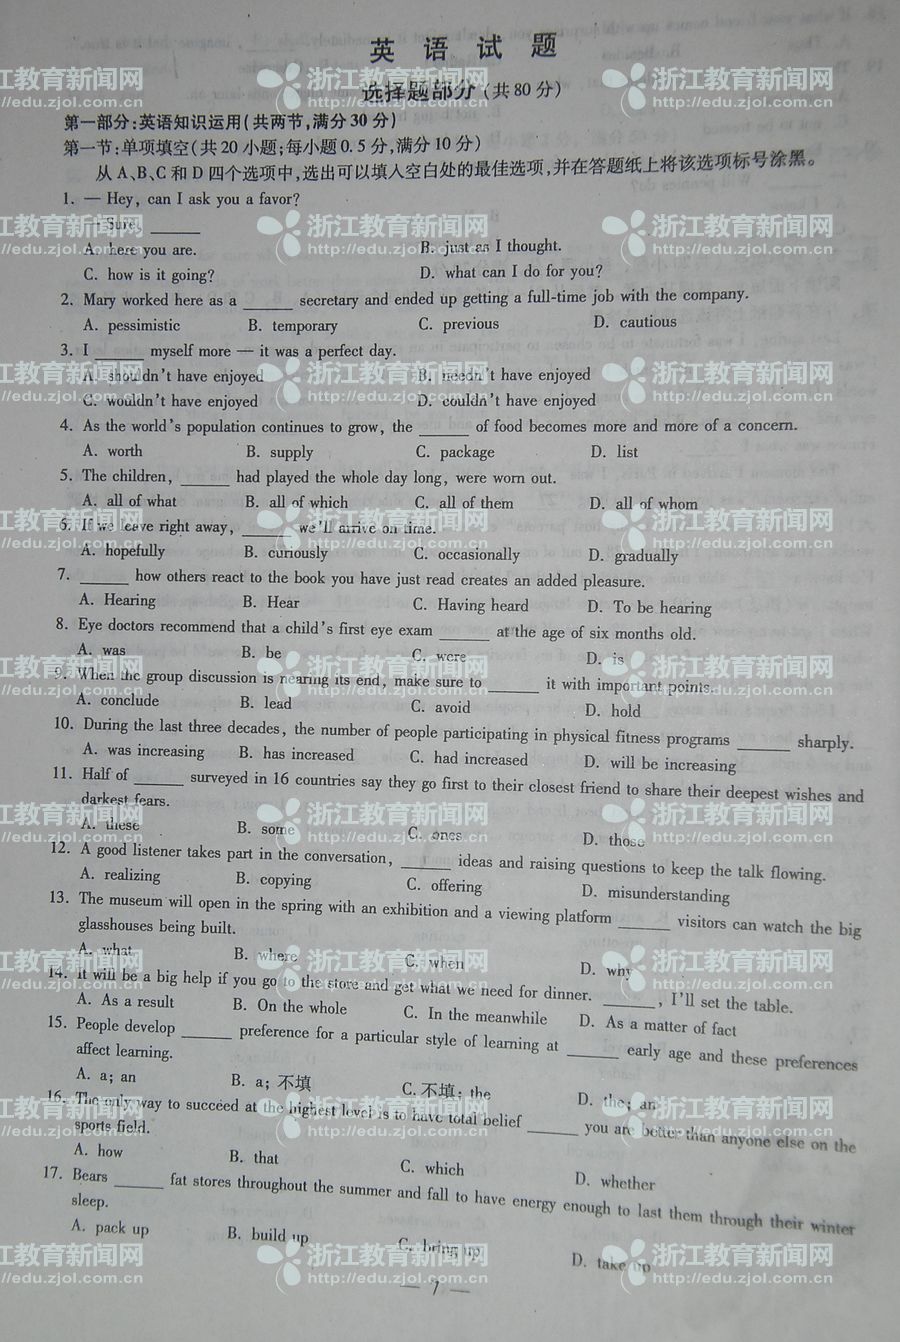 英 语 试 题
选择题部分(共80分)
第一部分:英语知识运用(共两节,满分30分)
第一节:单项填空(共20小题;每小题0.5分,满分10分)
从A、B、C和D四个选项中,选出可以填入空白处的最佳选项,并在答题纸上将该选项标号涂黑。
1. — Hey, can I ask you a favor?
— Sure, ______
A. here you are. B. just as I thought.
C. how is it going? D. what can I do for you?
2. Mary worked here as a ______ secretary and ended up getting a full-time job with the company.
A. pessimistic B. temporary C. previous D. cautious
3. I ______ myself more — it was a perfect day.
A. shouldn't have enjoyed B. needn't have enjoyed
C. wouldn't have enjoyed D. couldn't have enjoyed
4. As the world's population continues to grow, the ______ of food becomes more and more of a concern.
A. worth B. supply C. package D. list
5. The children, ______ had played the whole day long, were worn out.
A. all of what B. all of which C. all of them D. all of whom
6. If we leave right away, ______ we'll arrive on time.
A. hopefully B. curiously C. occasionally D. gradually
7. ______ how others react to the book you have just read creates an added pleasure.
A. Hearing B. Hear C. Having heard D. To be hearing
8. Eye doctors recommend that a child's first eye exam ______ at the age of six months old.
A. was B. be C. were D. is
9. When the group discussion is nearing its end, make sure to ______ it with important points.
A. conclude B. lead C. avoid D. hold
10. During the last three decades, the number of people participating in physical fitness programs ______ sharply.
A. was increasing B. has increased C. had increased D. will be increasing
11. Half of ______ surveyed in 16 countries say they go first to their closest friend to share their deepest wishes and
darkest fears.
A. these B. some C. ones D. those
12. A good listener takes part in the conversation, ______ ideas and raising questions to keep the talk flowing.
A. realizing B. copying C. offering D. misunderstanding
13. The museum will open in the spring with an exhibition and a viewing platform ______ visitors can watch the big
glasshouses being built.
A. what B. where C. when D. why
14. It will be a big help if you go to the store and get what we need for dinner. ______, I'll set the table.
A. As a result B. On the whole C. In the meanwhile D. As a matter of fact
15. People develop ______ preference for a particular style of learning at ______ early age and these preferences
affect learning.
A. a; an B. a; 不填 C. 不填; the D. the; an
16. The only way to succeed at the highest level is to have total belief ______ you are better than anyone else on the
sports field.
A. how B. that C. which D. whether
17. Bears ______ fat stores throughout the summer and fall to have energy enough to last them through their winter
sleep.
A. pack up B. build up C. bring up D. take up
— 1 —
浙江教育新闻网
http://edu.zjol.com.cn